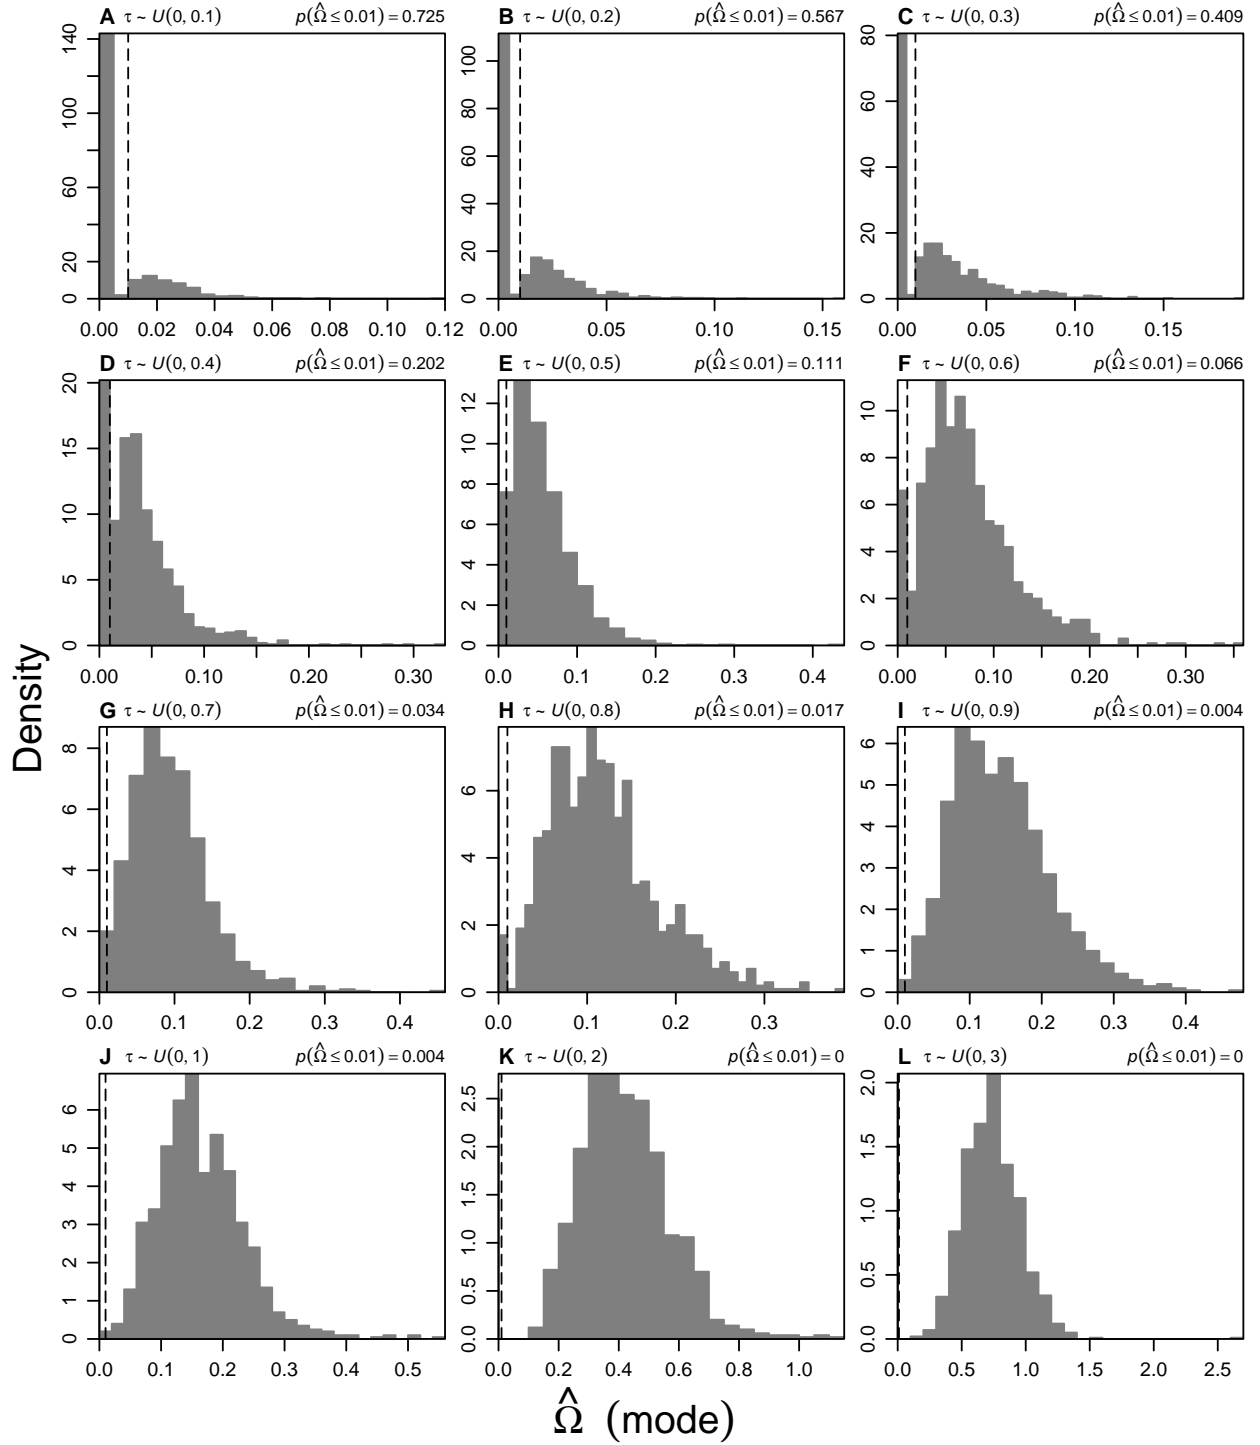 A τ ~ U(0, 0.1) p(Ω̂ ≤ 0.01) = 0.725
B τ ~ U(0, 0.2) p(Ω̂ ≤ 0.01) = 0.567
C τ ~ U(0, 0.3) p(Ω̂ ≤ 0.01) = 0.409
0 20 60 100 140
0.00 0.02 0.04 0.06 0.08 0.10 0.12
0 20 40 60 80 100
0.00 0.05 0.10 0.15
0 20 40 60 80
0.00 0.05 0.10 0.15
D τ ~ U(0, 0.4) p(Ω̂ ≤ 0.01) = 0.202
E τ ~ U(0, 0.5) p(Ω̂ ≤ 0.01) = 0.111
F τ ~ U(0, 0.6) p(Ω̂ ≤ 0.01) = 0.066
0 5 10 15 20
0.00 0.10 0.20 0.30
0 2 4 6 8 10 12
0.0 0.1 0.2 0.3 0.4
0 2 4 6 8 10
0.00 0.10 0.20 0.30
Density
G τ ~ U(0, 0.7) p(Ω̂ ≤ 0.01) = 0.034
H τ ~ U(0, 0.8) p(Ω̂ ≤ 0.01) = 0.017
I τ ~ U(0, 0.9) p(Ω̂ ≤ 0.01) = 0.004
0 2 4 6 8
0.0 0.1 0.2 0.3 0.4
0 2 4 6
0.0 0.1 0.2 0.3
0 1 2 3 4 5 6
0.0 0.1 0.2 0.3 0.4
J τ ~ U(0, 1) p(Ω̂ ≤ 0.01) = 0.004
K τ ~ U(0, 2) p(Ω̂ ≤ 0.01) = 0
L τ ~ U(0, 3) p(Ω̂ ≤ 0.01) = 0
0 1 2 3 4 5 6
0.0 0.1 0.2 0.3 0.4 0.5
0.0 0.5 1.0 1.5 2.0 2.5
0.0 0.2 0.4 0.6 0.8 1.0
0.0 0.5 1.0 1.5 2.0
0.0 0.5 1.0 1.5 2.0 2.5
Ω̂ (mode)